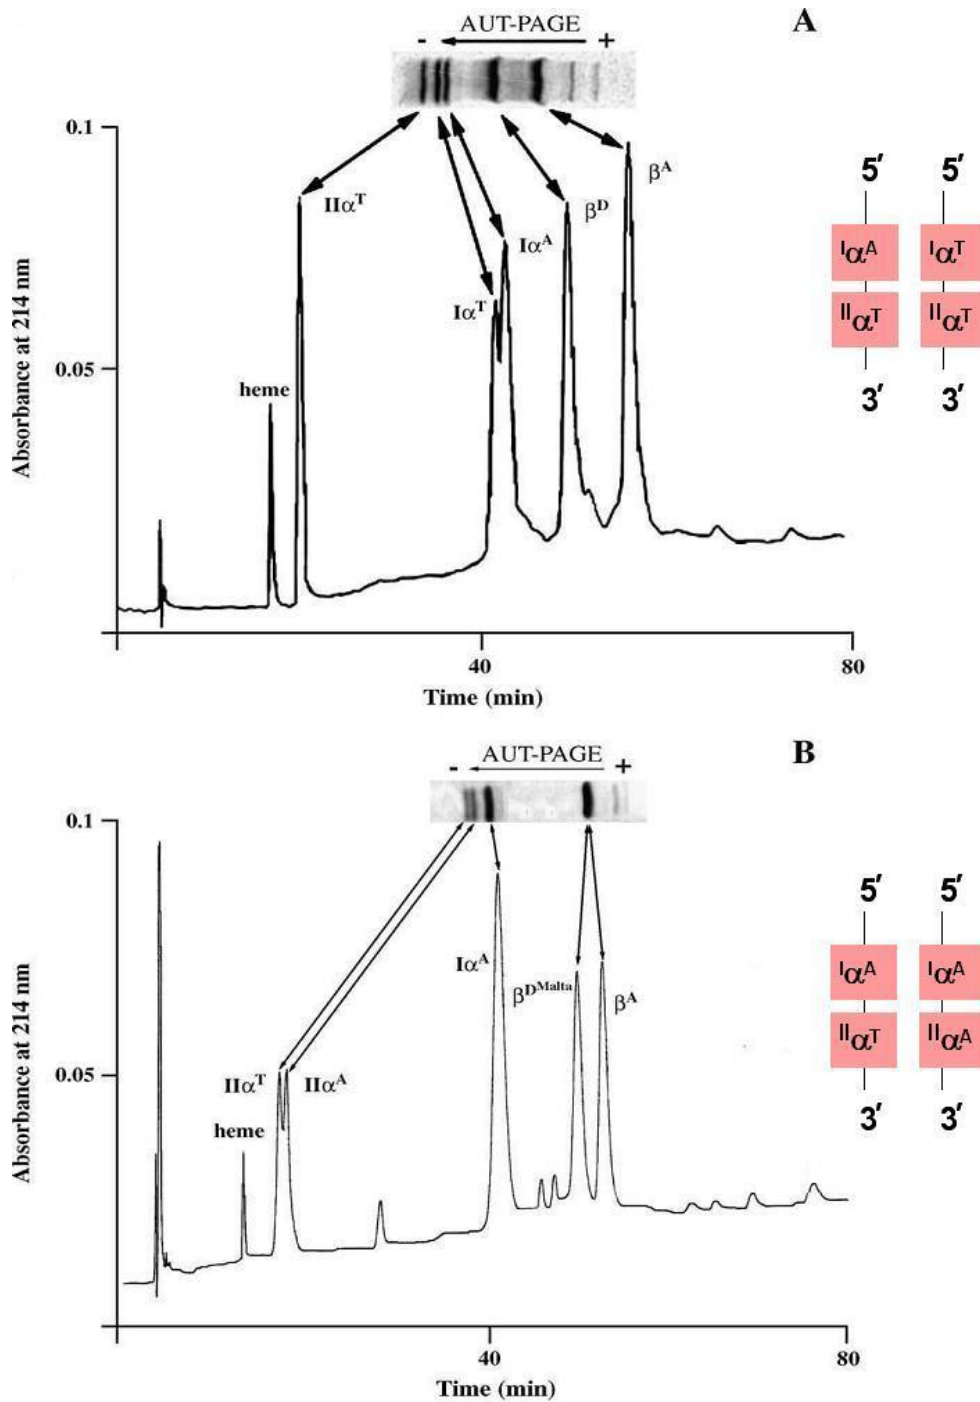 A
AUT-PAGE
- +
0.1
IIαᵀ
Iαᴬ
Iαᵀ
βᴰ
βᴬ
heme
0.05
Absorbance at 214 nm
40
80
Time (min)
5′ 5′
ᴵαᴬ ᴵαᵀ
ᴵᴵαᵀ ᴵᴵαᵀ
3′ 3′
B
AUT-PAGE
- +
0.1
Iαᴬ
βᴰᴹᵃˡᵗᵃ
βᴬ
IIαᵀ IIαᴬ
heme
0.05
Absorbance at 214 nm
40
80
Time (min)
5′ 5′
ᴵαᴬ ᴵαᴬ
ᴵᴵαᵀ ᴵᴵαᴬ
3′ 3′